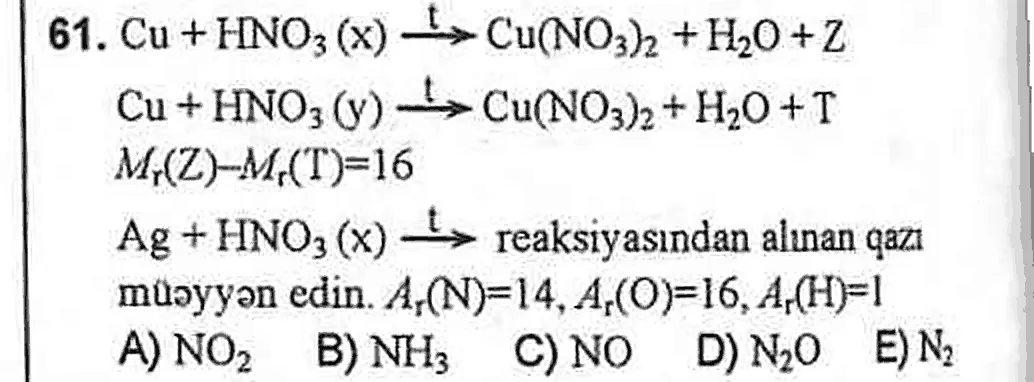 61. Cu + HNO₃ (x) —t→ Cu(NO₃)₂ + H₂O + Z
Cu + HNO₃ (y) —t→ Cu(NO₃)₂ + H₂O + T
Mᵣ(Z)–Mᵣ(T)=16
Ag + HNO₃ (x) —t→ reaksiyasından alınan qazı
müəyyən edin. Aᵣ(N)=14, Aᵣ(O)=16, Aᵣ(H)=1
A) NO₂ B) NH₃ C) NO D) N₂O E) N₂